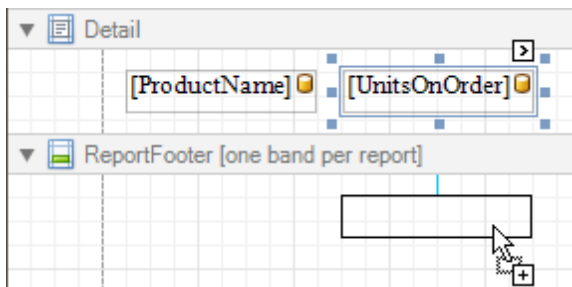 Detail
[ProductName] [UnitsOnOrder]
ReportFooter [one band per report]